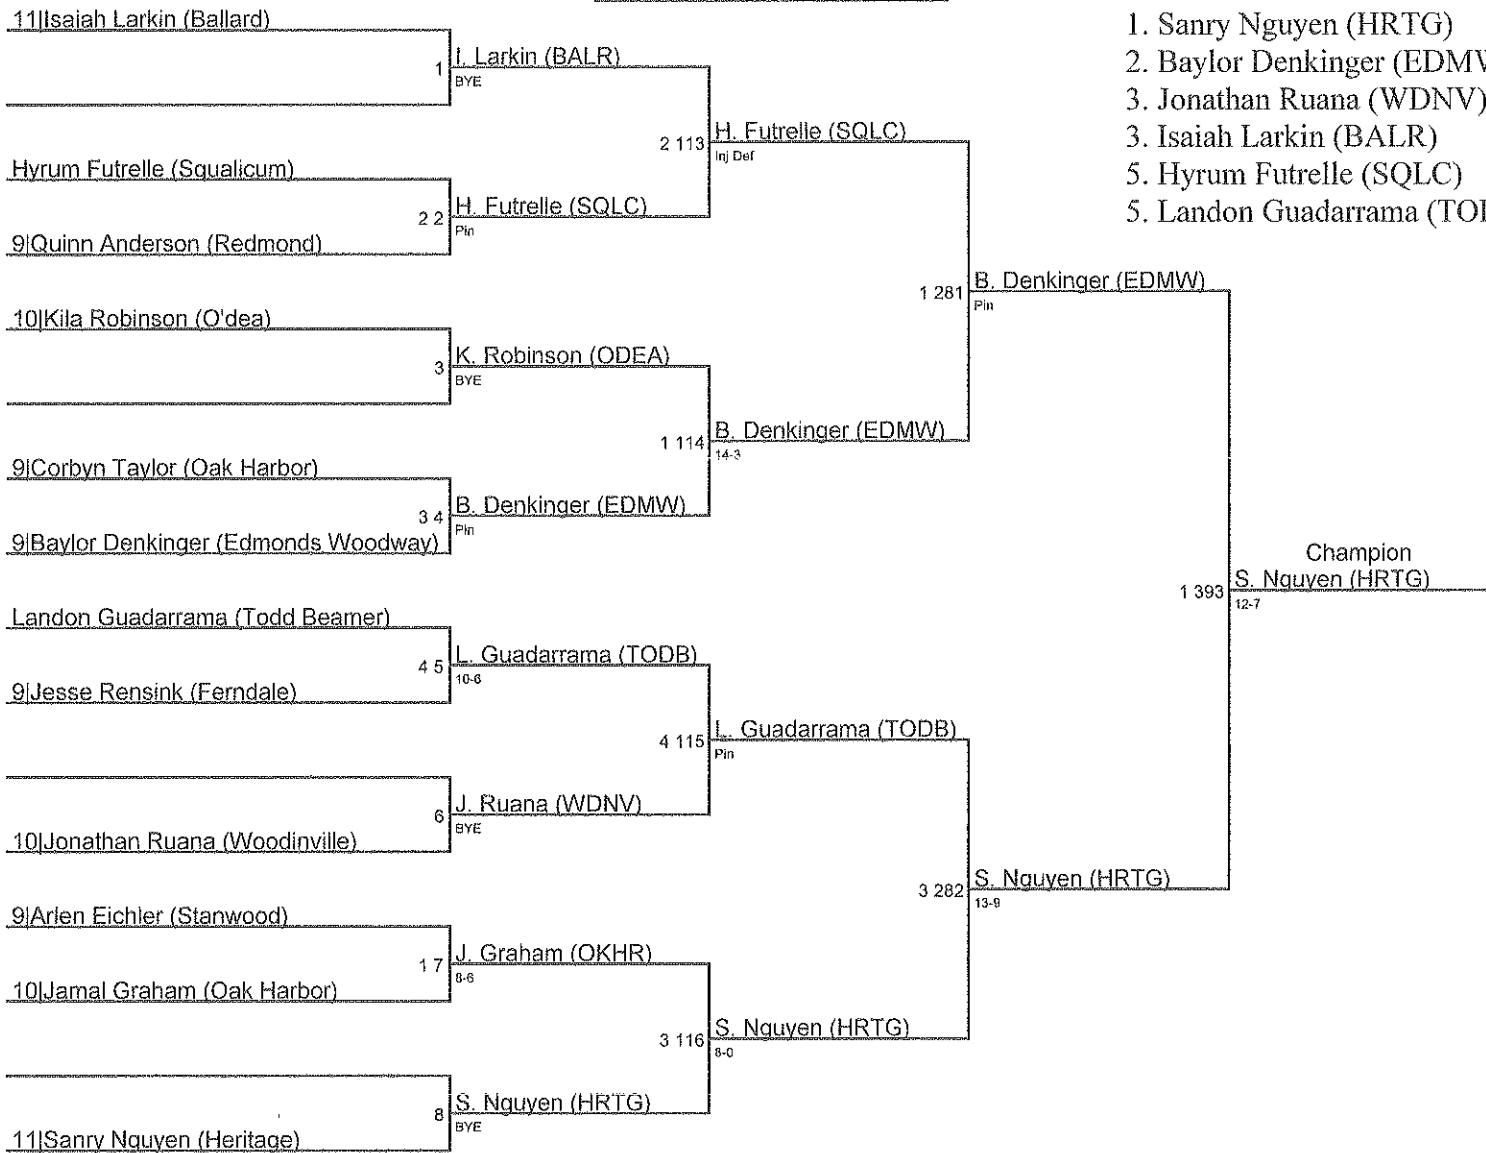 11|Isaiah Larkin (Ballard)
1 I. Larkin (BALR)
BYE
2 113 H. Futrelle (SQLC)
Inj Def
Hyrum Futrelle (Squalicum)
2 2 H. Futrelle (SQLC)
Pin
9|Quinn Anderson (Redmond)
1 281 B. Denkinger (EDMW)
Pin
10|Kila Robinson (O'dea)
3 K. Robinson (ODEA)
BYE
1 114 B. Denkinger (EDMW)
14-3
9|Corbyn Taylor (Oak Harbor)
3 4 B. Denkinger (EDMW)
Pin
9|Baylor Denkinger (Edmonds Woodway)
Champion
1 393 S. Nguyen (HRTG)
12-7
Landon Guadarrama (Todd Beamer)
4 5 L. Guadarrama (TODB)
10-6
9|Jesse Rensink (Ferndale)
4 115 L. Guadarrama (TODB)
Pin
6 J. Ruana (WDNV)
BYE
10|Jonathan Ruana (Woodinville)
3 282 S. Nguyen (HRTG)
13-9
9|Arlen Eichler (Stanwood)
1 7 J. Graham (OKHR)
8-6
10|Jamal Graham (Oak Harbor)
3 116 S. Nguyen (HRTG)
8-0
8 S. Nguyen (HRTG)
BYE
11|Sanry Nguyen (Heritage)
1. Sanry Nguyen (HRTG)
2. Baylor Denkinger (EDMW
3. Jonathan Ruana (WDNV)
3. Isaiah Larkin (BALR)
5. Hyrum Futrelle (SQLC)
5. Landon Guadarrama (TOD